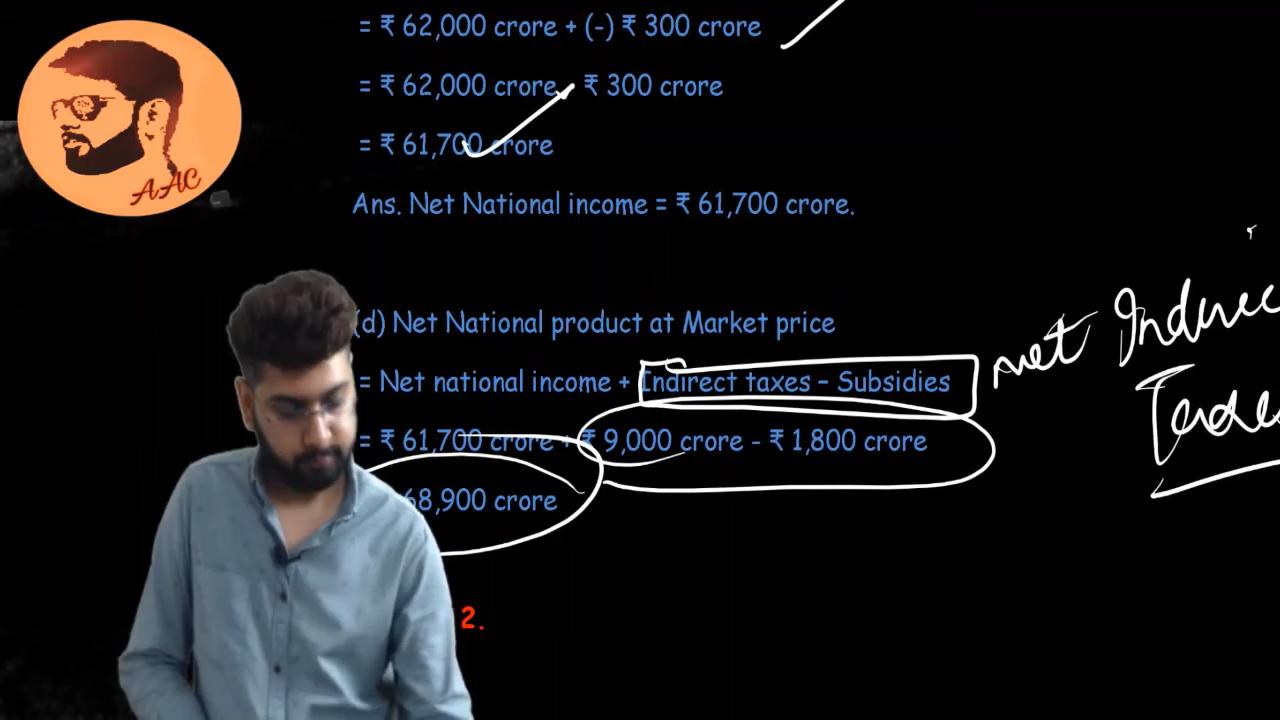 = ₹ 62,000 crore + (-) ₹ 300 crore
= ₹ 62,000 crore - ₹ 300 crore
= ₹ 61,700 crore
Ans. Net National income = ₹ 61,700 crore.
(d) Net National product at Market price
= Net national income + Indirect taxes – Subsidies
net Indirec
Taxe
= ₹ 61,700 crore + ₹ 9,000 crore - ₹ 1,800 crore
68,900 crore
2.
AAC